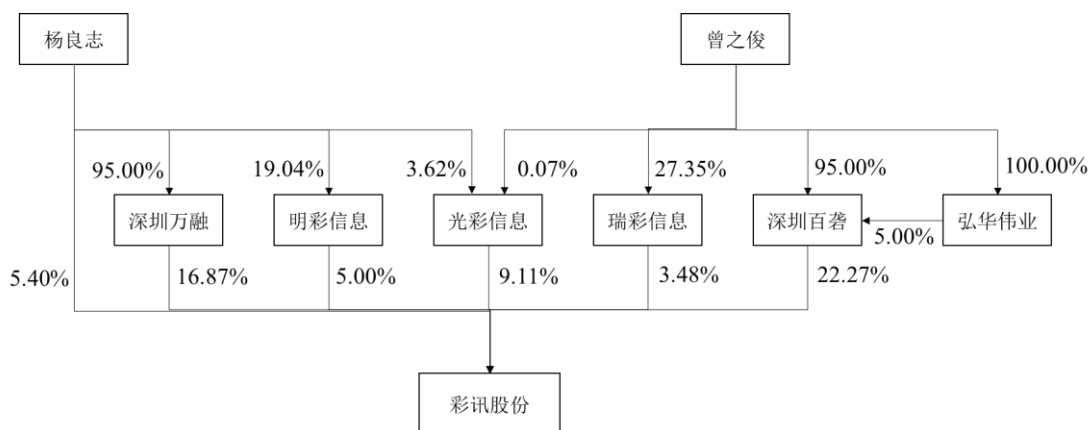 杨良志
曾之俊
95.00%
19.04%
3.62%
0.07%
27.35%
95.00%
100.00%
深圳万融
明彩信息
光彩信息
瑞彩信息
深圳百砻
弘华伟业
5.00%
5.40%
16.87%
5.00%
9.11%
3.48%
22.27%
彩讯股份